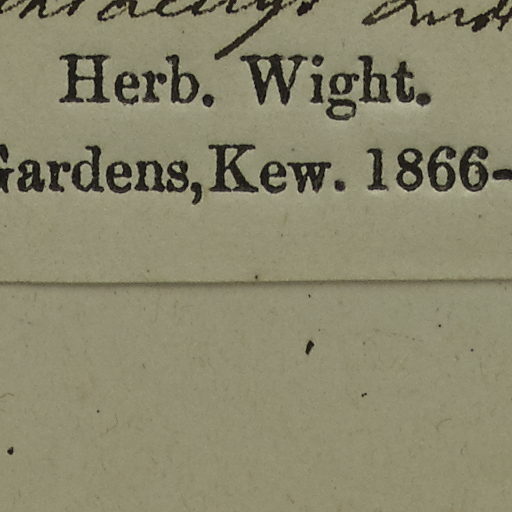 Herb. Wight.
Gardens, Kew. 1866-